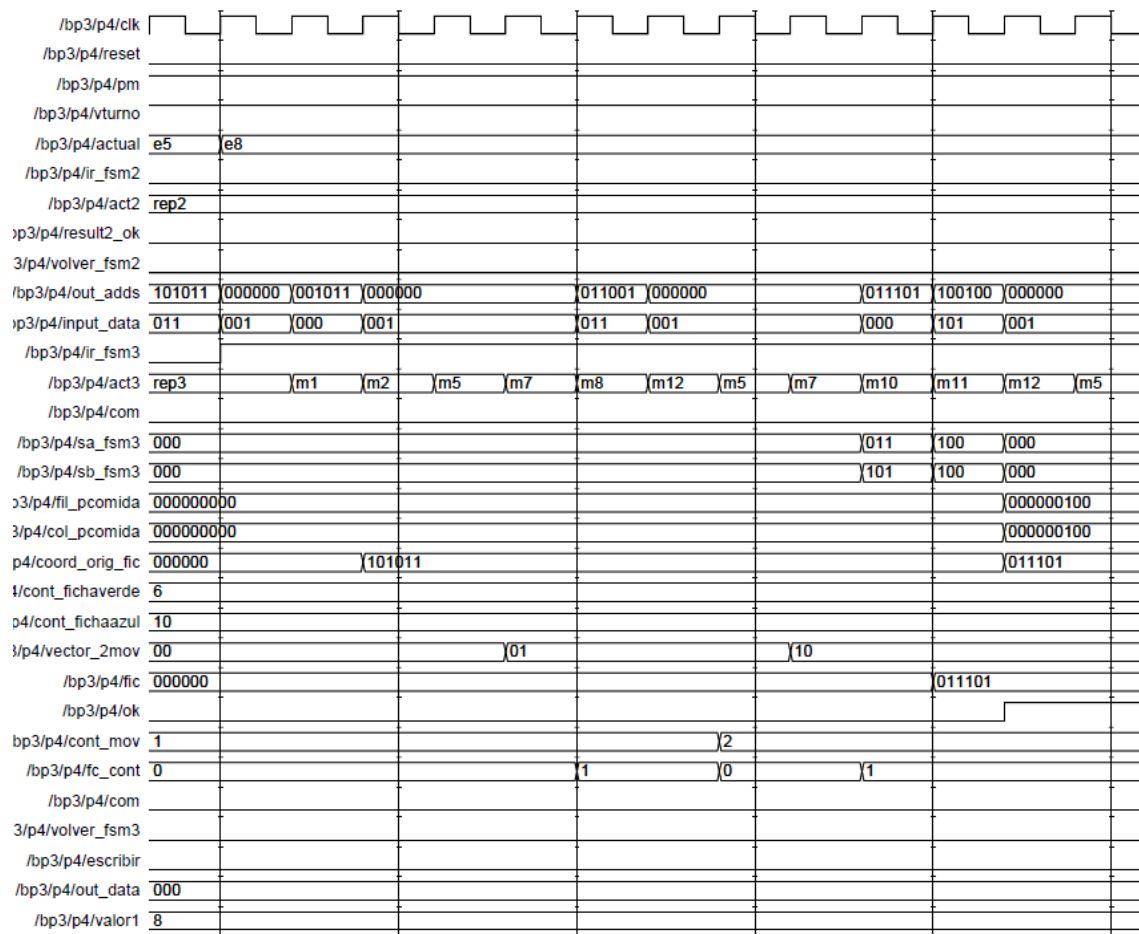 /bp3/p4/clk
/bp3/p4/reset
/bp3/p4/pm
/bp3/p4/vturno
/bp3/p4/actual e5 e8
/bp3/p4/ir_fsm2
/bp3/p4/act2 rep2
op3/p4/result2_ok
3/p4/volver_fsm2
/bp3/p4/out_adds 101011 000000 001011 000000 011001 000000 011101 100100 000000
op3/p4/input_data 011 001 000 001 011 001 000 101 001
/bp3/p4/ir_fsm3
/bp3/p4/act3 rep3 m1 m2 m5 m7 m8 m12 m5 m7 m10 m11 m12 m5
/bp3/p4/com
/bp3/p4/sa_fsm3 000 011 100 000
/bp3/p4/sb_fsm3 000 101 100 000
o3/p4/fil_pcomida 000000000 000000100
3/p4/col_pcomida 000000000 000000100
p4/coord_orig_fic 000000 101011 011101
4/cont_fichaverde 6
p4/cont_fichaazul 10
3/p4/vector_2mov 00 01 10
/bp3/p4/fic 000000 011101
/bp3/p4/ok
bp3/p4/cont_mov 1 2
/bp3/p4/fc_cont 0 1 0 1
/bp3/p4/com
3/p4/volver_fsm3
/bp3/p4/escribir
/bp3/p4/out_data 000
/bp3/p4/valor1 8